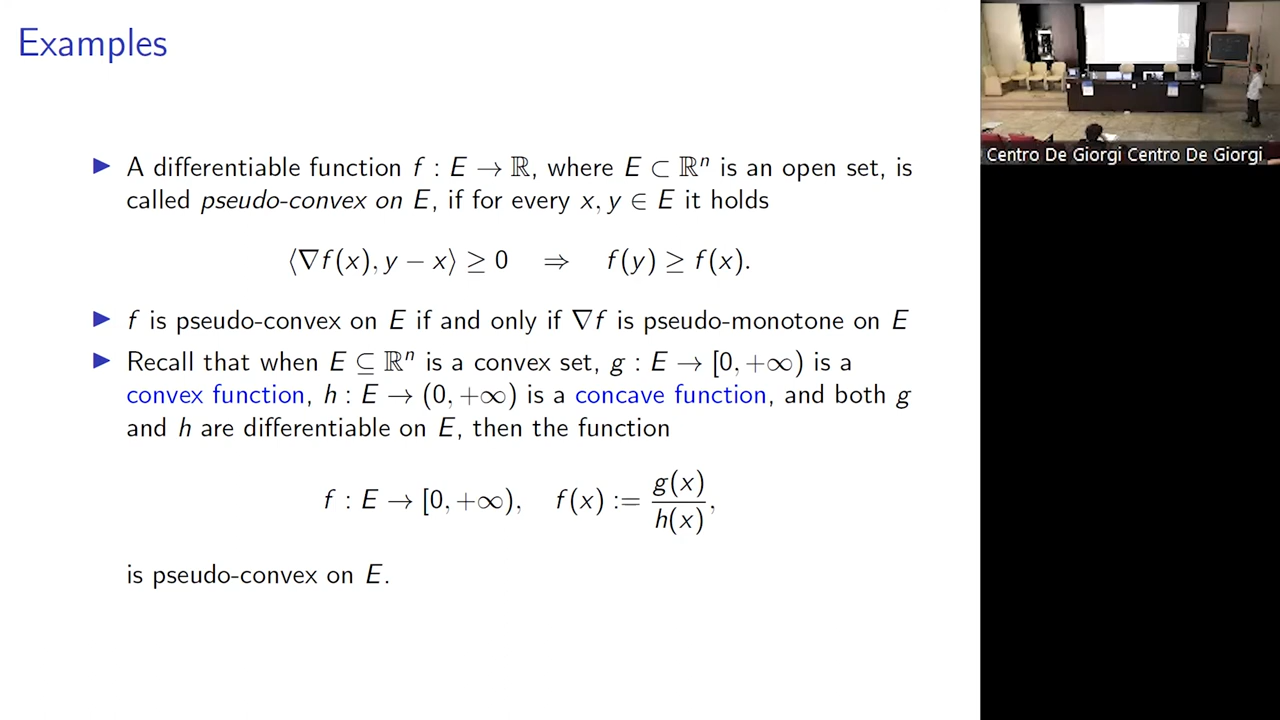 Examples
▶ A differentiable function f : E → ℝ, where E ⊂ ℝⁿ is an open set, is
called pseudo-convex on E, if for every x, y ∈ E it holds
⟨∇f(x), y − x⟩ ≥ 0 ⇒ f(y) ≥ f(x).
▶ f is pseudo-convex on E if and only if ∇f is pseudo-monotone on E
▶ Recall that when E ⊆ ℝⁿ is a convex set, g : E → [0, +∞) is a
convex function, h : E → (0, +∞) is a concave function, and both g
and h are differentiable on E, then the function
f : E → [0, +∞), f(x) := g(x)/h(x),
is pseudo-convex on E.
Centro De Giorgi Centro De Giorgi